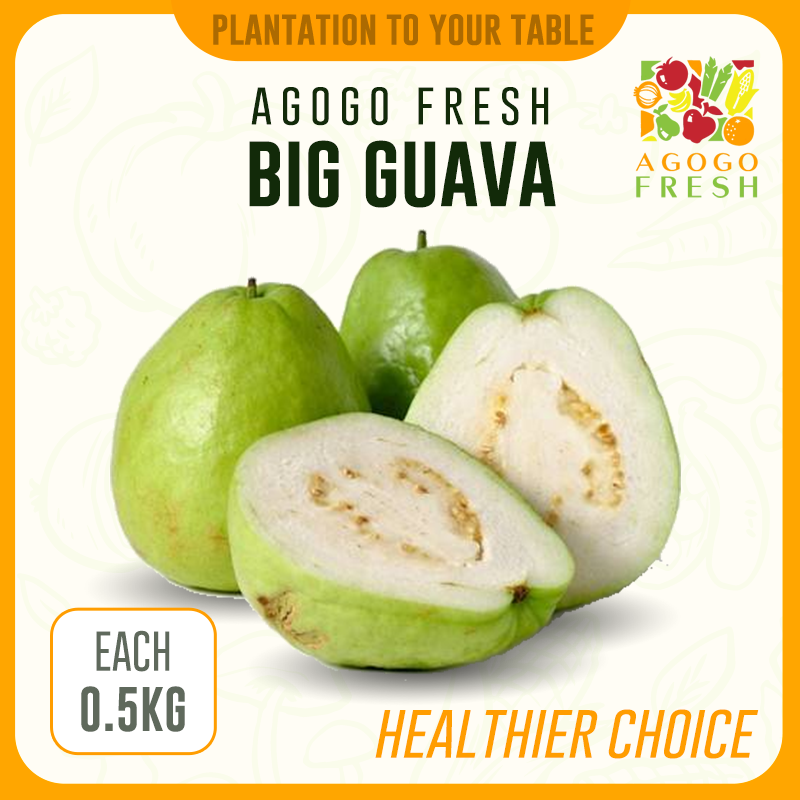 PLANTATION TO YOUR TABLE
AGOGO FRESH
BIG GUAVA
AGOGO
FRESH
EACH
0.5KG
HEALTHIER CHOICE